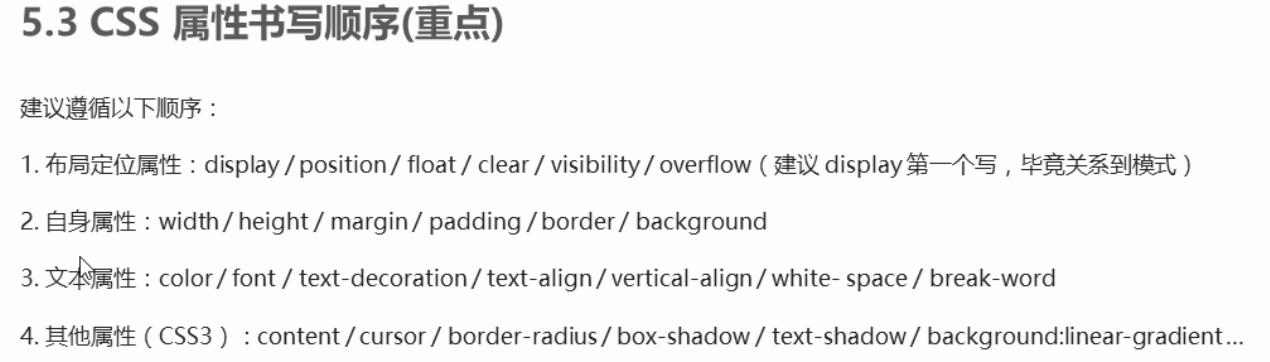 5.3 CSS 属性书写顺序(重点)
建议遵循以下顺序：
1. 布局定位属性：display / position / float / clear / visibility / overflow（建议 display 第一个写，毕竟关系到模式）
2. 自身属性：width / height / margin / padding / border / background
3. 文本属性：color / font / text-decoration / text-align / vertical-align / white- space / break-word
4. 其他属性（CSS3）：content / cursor / border-radius / box-shadow / text-shadow / background:linear-gradient…